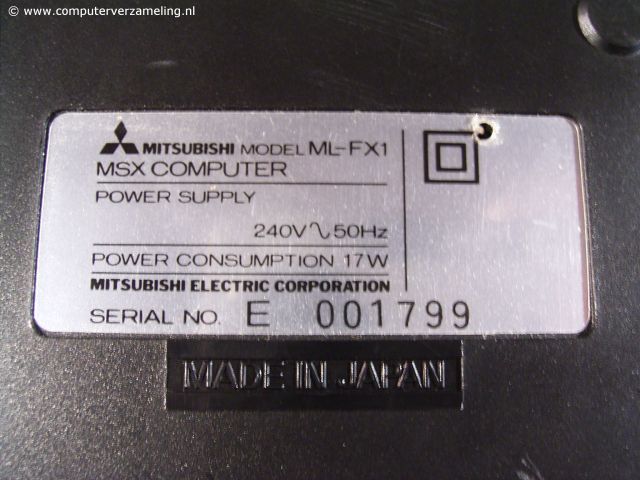 © www.computerverzameling.nl
MITSUBISHI MODEL ML-FX1
MSX COMPUTER
POWER SUPPLY
240V∿50Hz
POWER CONSUMPTION 17W
MITSUBISHI ELECTRIC CORPORATION
SERIAL NO. E 001799
MADE IN JAPAN